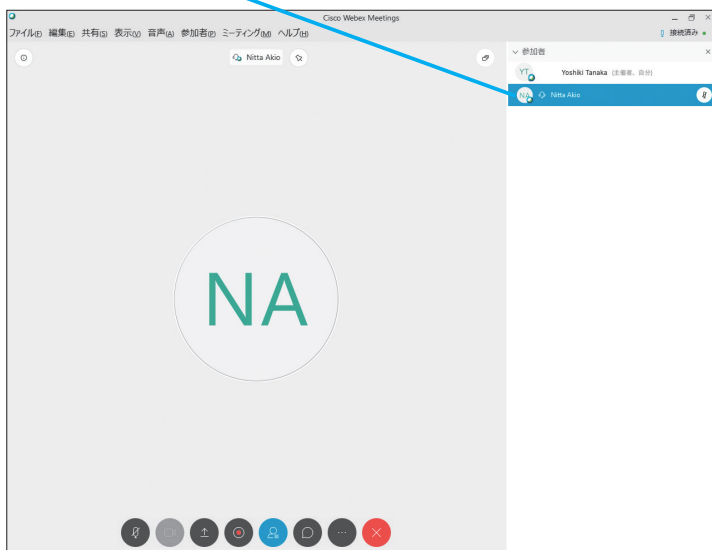 Cisco Webex Meetings
ファイル(F) 編集(E) 共有(S) 表示(V) 音声(A) 参加者(P) ミーティング(M) ヘルプ(H)
接続済み
Nitta Akio
参加者
YT Yoshiki Tanaka (主催者、自分)
NA Nitta Akio
NA